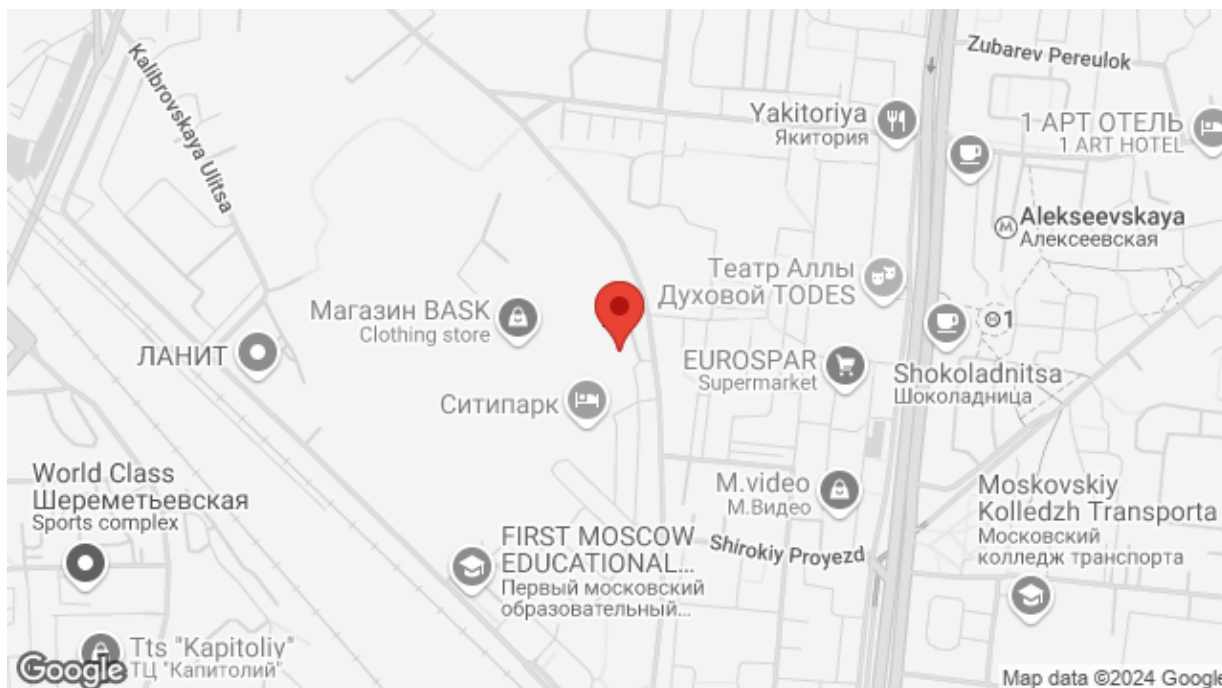 Zubarev Pereulok
Kalibrovskaya Ulitsa
Yakitoriya
Якитория
1 АРТ ОТЕЛЬ
1 ART HOTEL
Alekseevskaya
Алексеевская
Театр Аллы
Духовой TODES
Магазин BASK
Clothing store
1
ЛАНИТ
EUROSPAR
Supermarket
Shokoladnitsa
Шоколадница
Ситипарк
World Class
Шереметьевская
Sports complex
M.video
М.Видео
Moskovskiy
Kolledzh Transporta
Московский
колледж транспорта
FIRST MOSCOW
EDUCATIONAL...
Первый московский
образовательный...
Shirokiy Proyezd
Tts "Kapitoliy"
ТЦ "Капитолий"
Google
Map data ©2024 Google